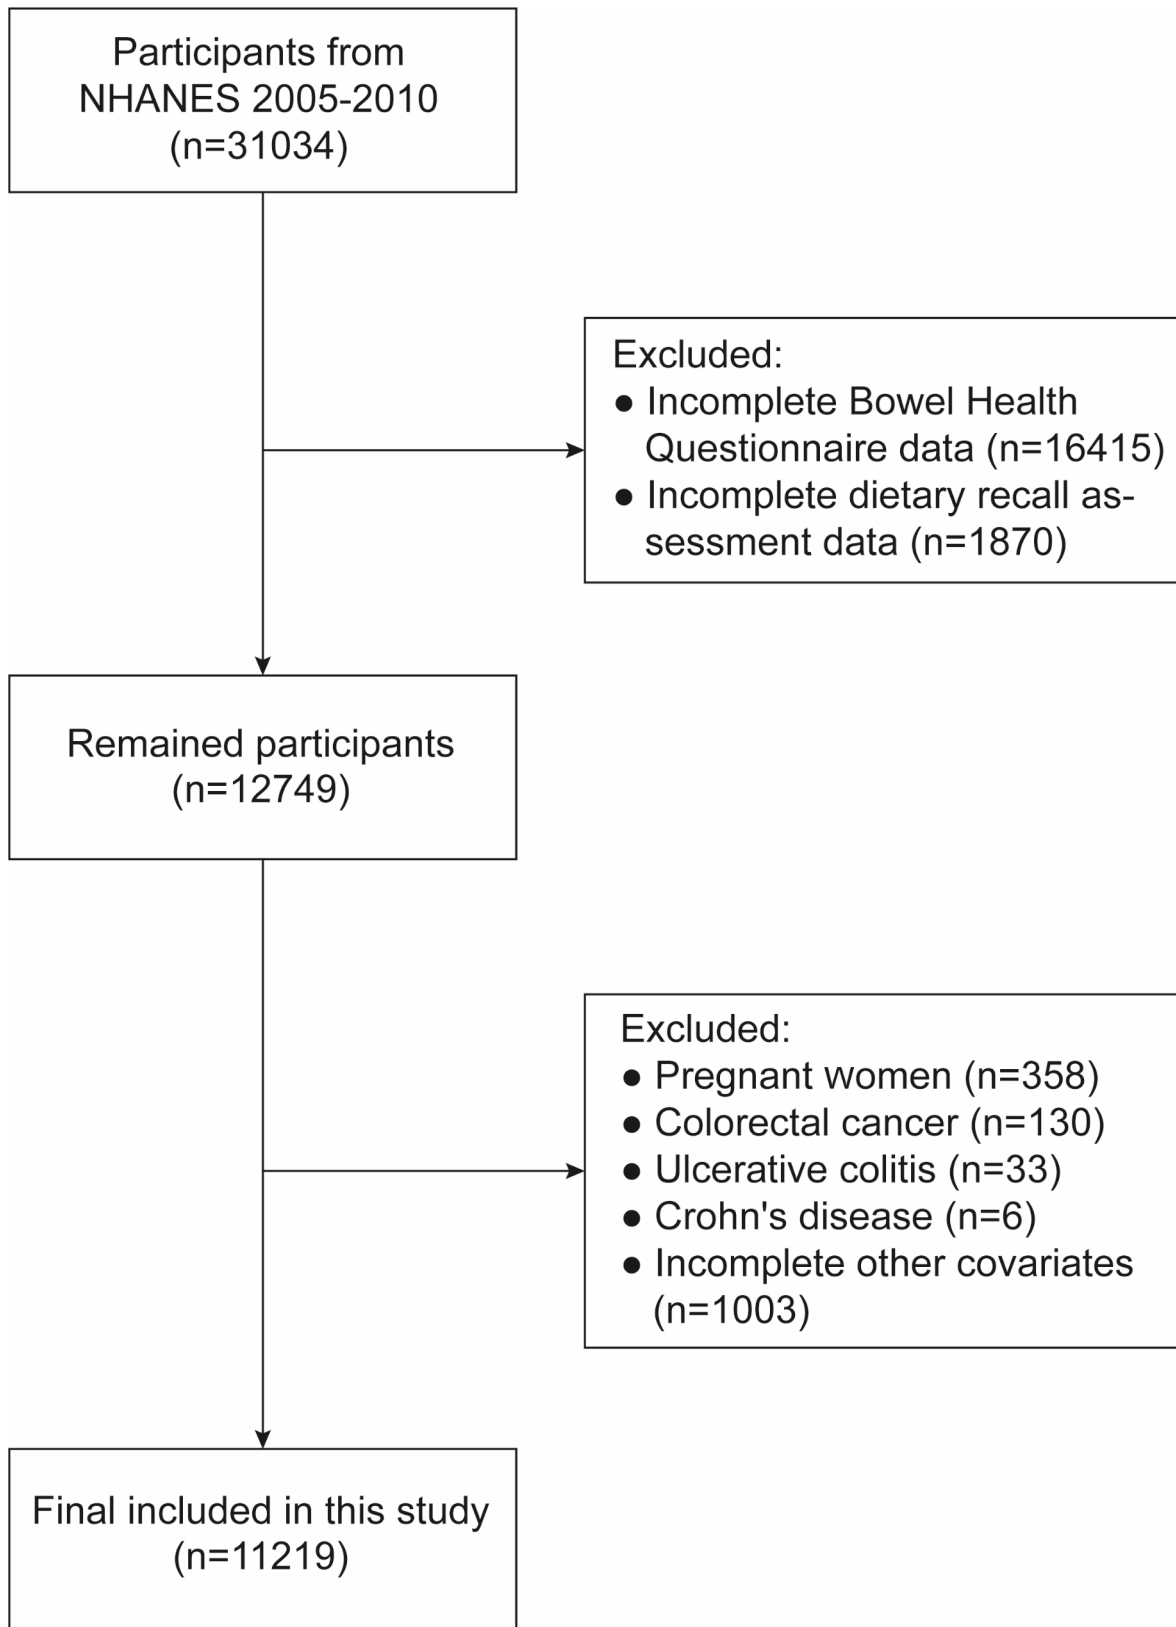 Participants from
NHANES 2005-2010
(n=31034)
Excluded:
● Incomplete Bowel Health
Questionnaire data (n=16415)
● Incomplete dietary recall as-
sessment data (n=1870)
Remained participants
(n=12749)
Excluded:
● Pregnant women (n=358)
● Colorectal cancer (n=130)
● Ulcerative colitis (n=33)
● Crohn's disease (n=6)
● Incomplete other covariates
(n=1003)
Final included in this study
(n=11219)